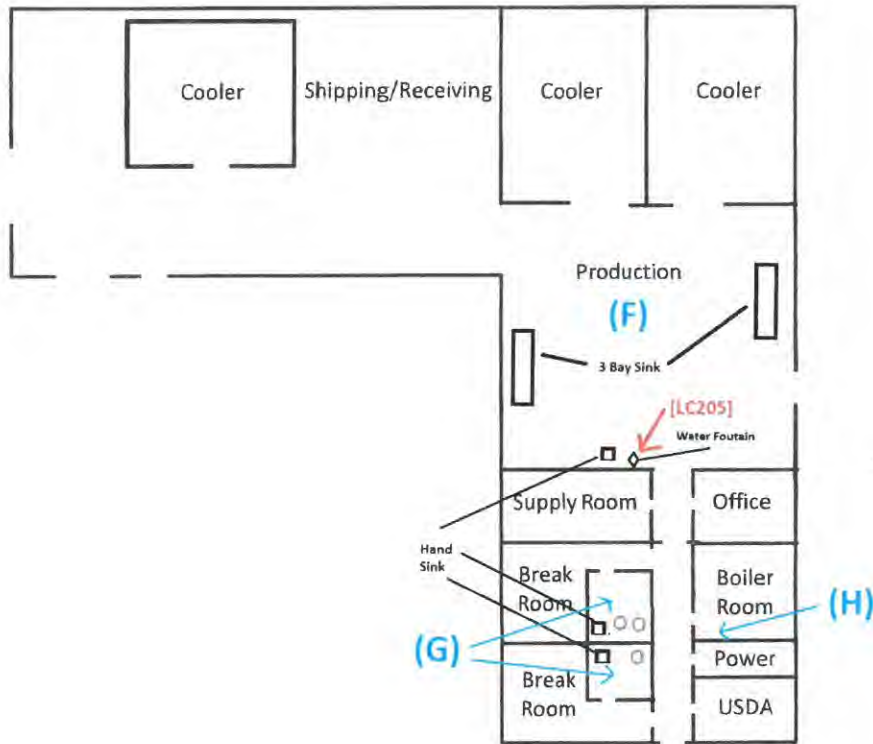 Cooler
Shipping/Receiving
Cooler
Cooler
Production
(F)
3 Bay Sink
[LC205]
Water Foutain
Supply Room
Office
Hand
Sink
Break
Room
Boiler
Room
(H)
(G)
Power
Break
Room
USDA